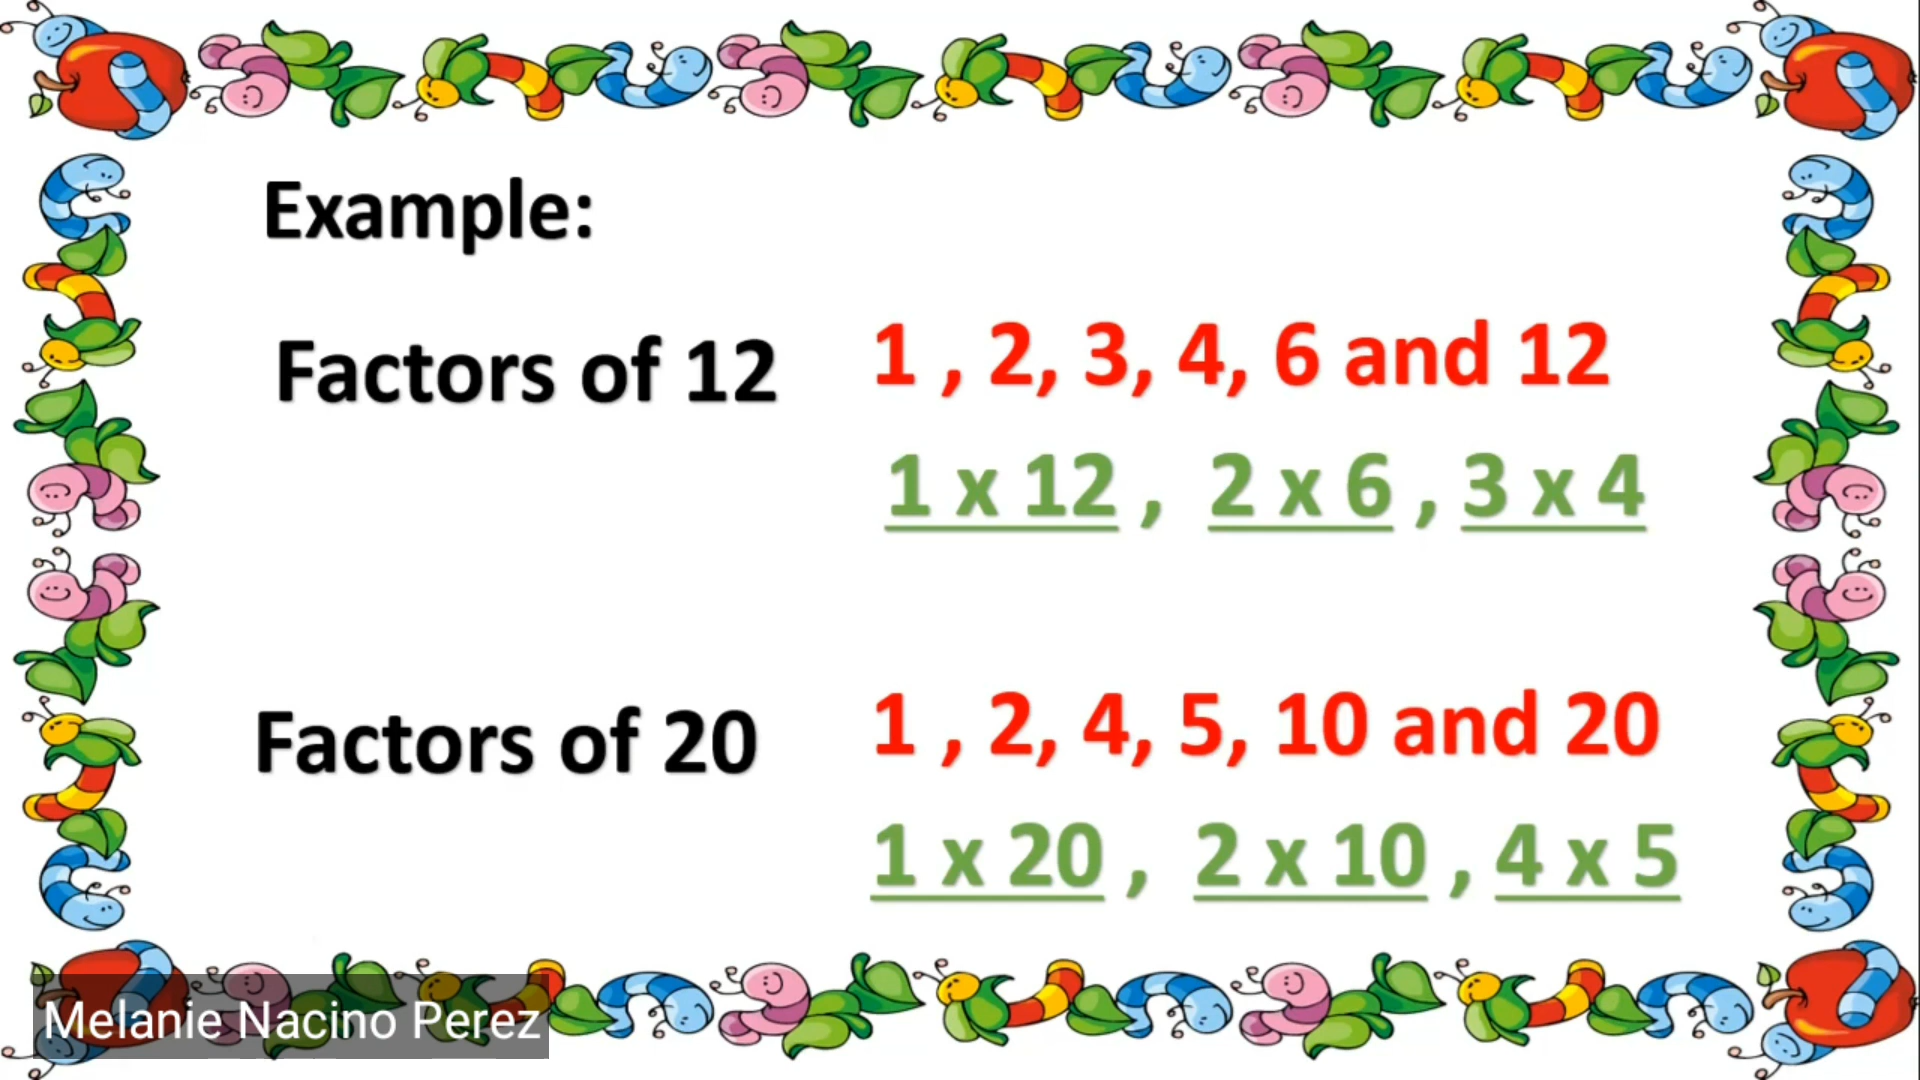 Example:
Factors of 12
1 , 2, 3, 4, 6 and 12
1 x 12 , 2 x 6 , 3 x 4
Factors of 20
1 , 2, 4, 5, 10 and 20
1 x 20 , 2 x 10 , 4 x 5
Melanie Nacino Perez